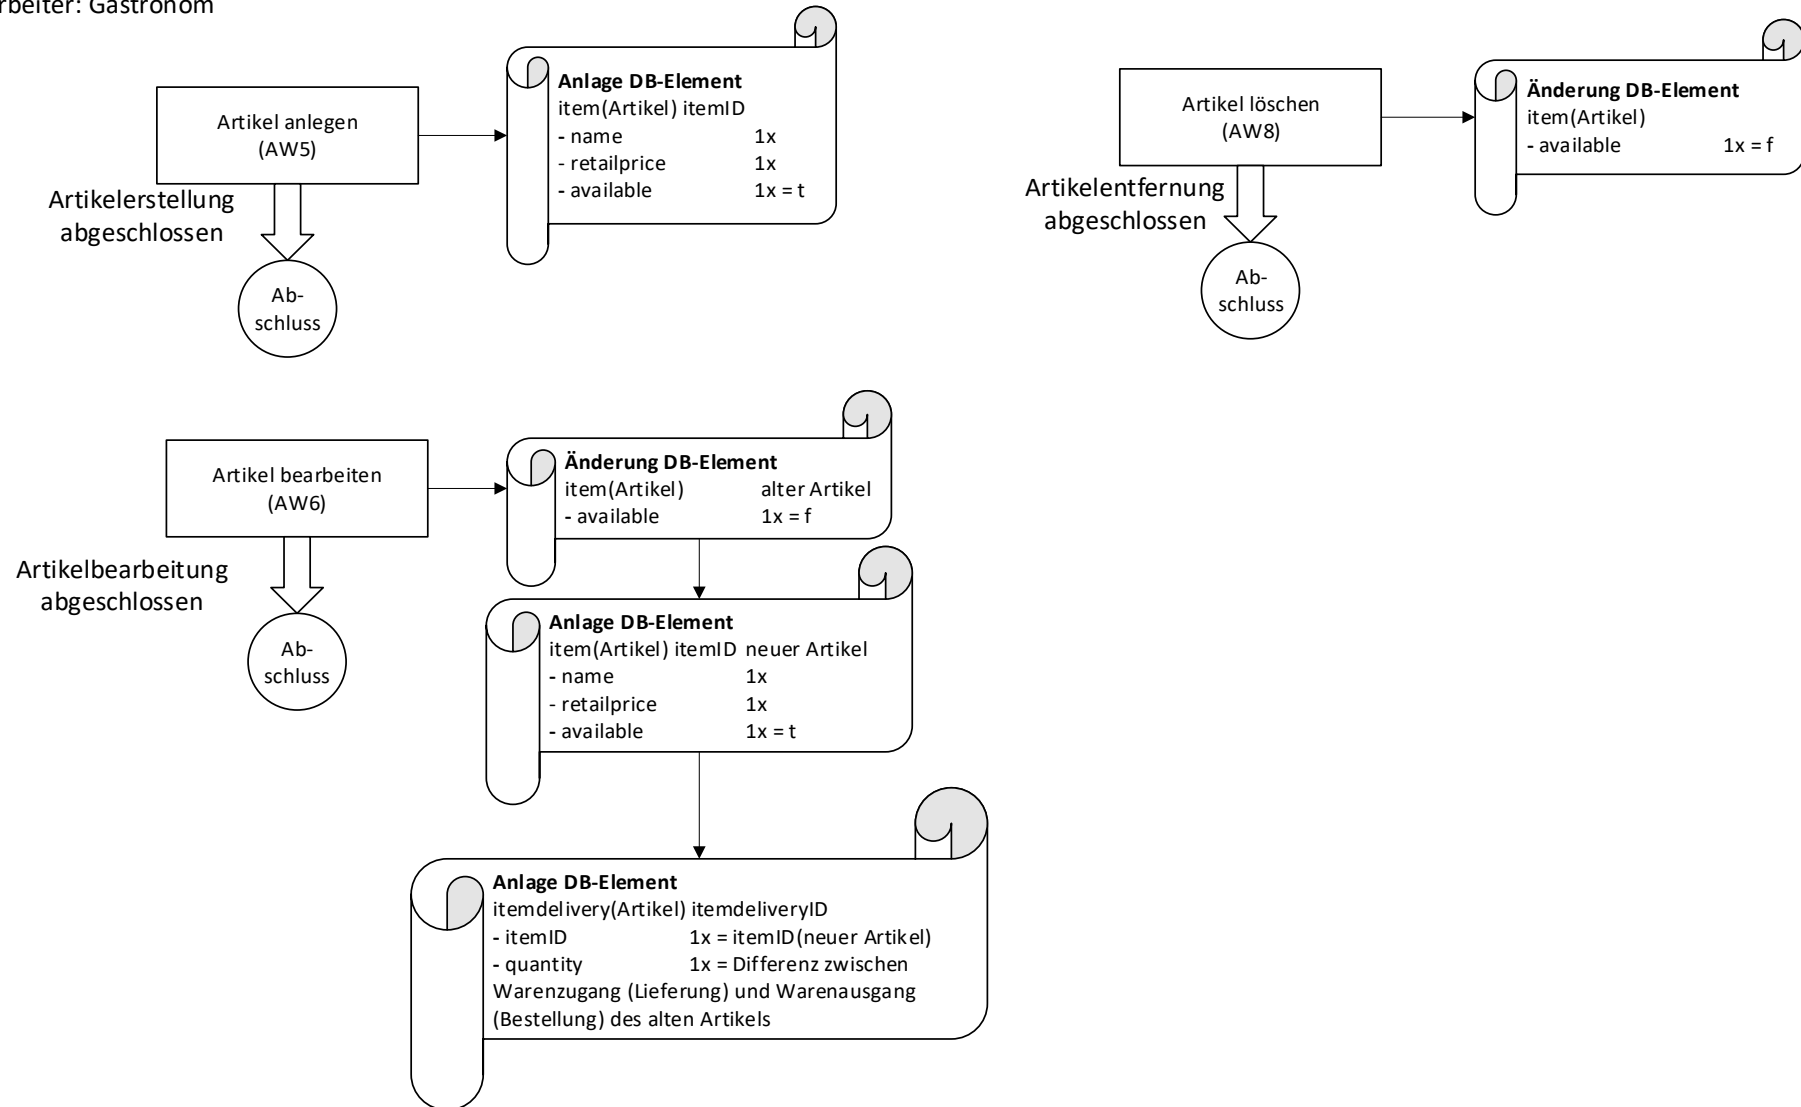 rbeiter: Gastronom
Artikel anlegen
(AW5)
Anlage DB-Element
item(Artikel) itemID
- name 1x
- retailprice 1x
- available 1x = t
Artikelerstellung
abgeschlossen
Ab-
schluss
Artikel löschen
(AW8)
Änderung DB-Element
item(Artikel)
- available 1x = f
Artikelentfernung
abgeschlossen
Ab-
schluss
Artikel bearbeiten
(AW6)
Änderung DB-Element
item(Artikel) alter Artikel
- available 1x = f
Artikelbearbeitung
abgeschlossen
Ab-
schluss
Anlage DB-Element
item(Artikel) itemID neuer Artikel
- name 1x
- retailprice 1x
- available 1x = t
Anlage DB-Element
itemdelivery(Artikel) itemdeliveryID
- itemID 1x = itemID(neuer Artikel)
- quantity 1x = Differenz zwischen
Warenzugang (Lieferung) und Warenausgang
(Bestellung) des alten Artikels